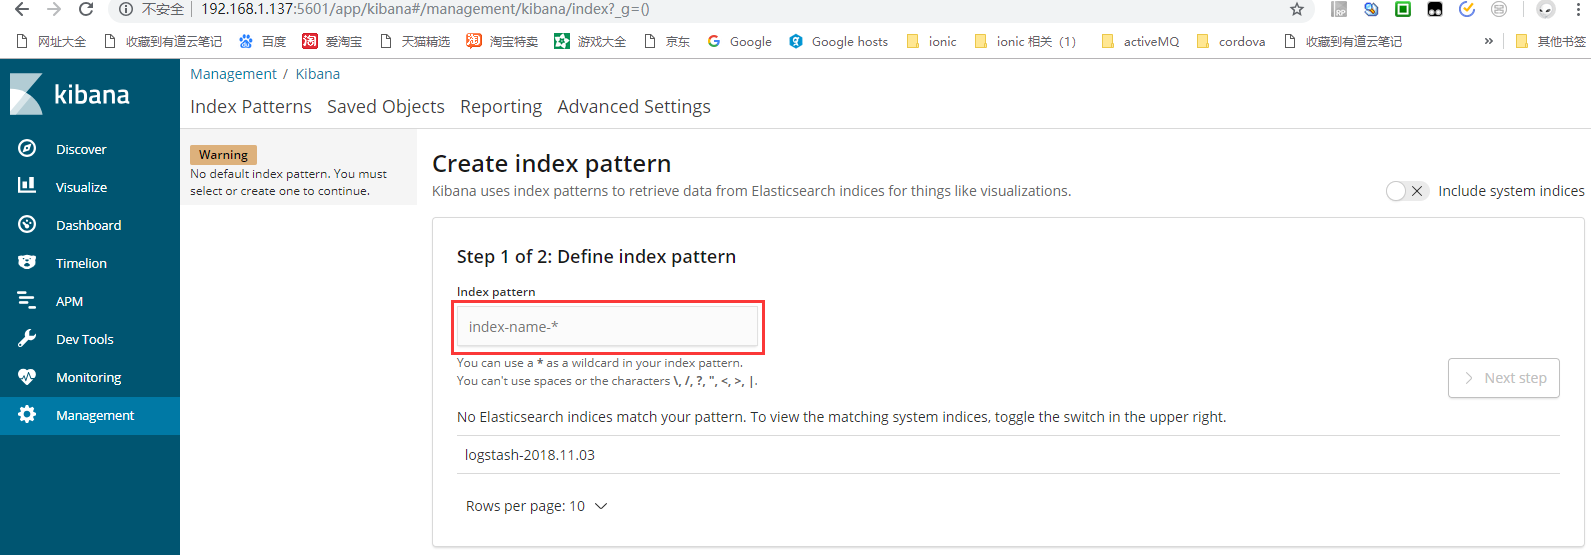 不安全 192.168.1.137:5601/app/kibana#/management/kibana/index?_g=()
网址大全 收藏到有道云笔记 百度 淘 爱淘宝 天猫精选 淘 淘宝特卖 游戏大全 京东 Google Google hosts ionic ionic 相关（1） activeMQ cordova 收藏到有道云笔记 » 其他书签
kibana
Discover
Visualize
Dashboard
Timelion
APM
Dev Tools
Monitoring
Management
Management / Kibana
Index Patterns Saved Objects Reporting Advanced Settings
Warning
No default index pattern. You must
select or create one to continue.
Create index pattern
Kibana uses index patterns to retrieve data from Elasticsearch indices for things like visualizations.
Include system indices
Step 1 of 2: Define index pattern
Index pattern
index-name-*
You can use a * as a wildcard in your index pattern.
You can't use spaces or the characters \, /, ?, ", <, >, |.
Next step
No Elasticsearch indices match your pattern. To view the matching system indices, toggle the switch in the upper right.
logstash-2018.11.03
Rows per page: 10